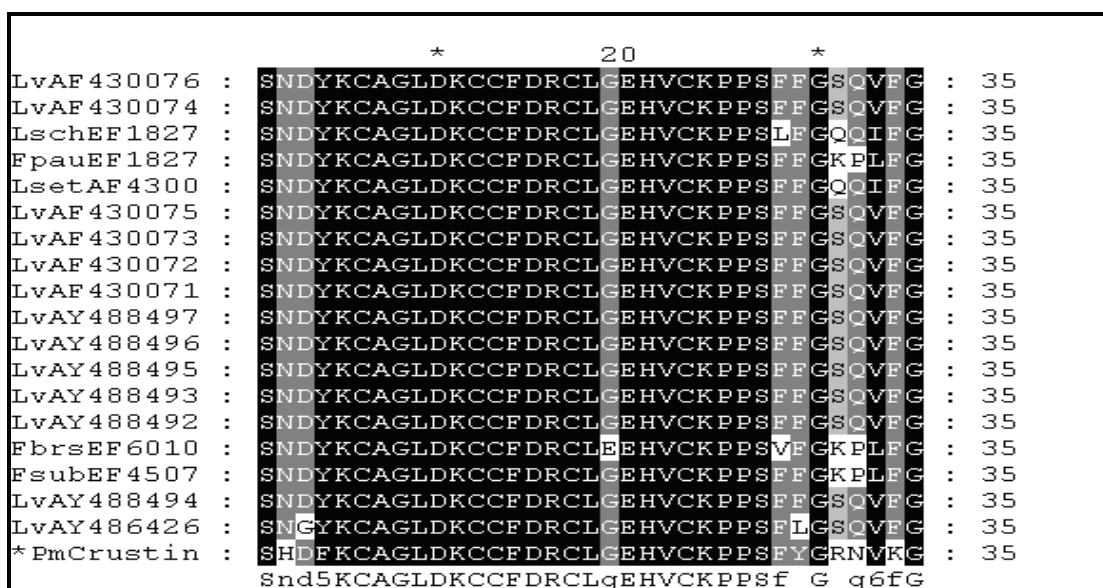 * 20 *
LvAF430076 : SNDYKCAGLDKCCFDRCLGEHVCKPPSFFGSQVFG : 35
LvAF430074 : SNDYKCAGLDKCCFDRCLGEHVCKPPSFFGSQVFG : 35
LschEF1827 : SNDYKCAGLDKCCFDRCLGEHVCKPPSLFGQQIFG : 35
FpauEF1827 : SNDYKCAGLDKCCFDRCLGEHVCKPPSFFGKPLFG : 35
LsetAF4300 : SNDYKCAGLDKCCFDRCLGEHVCKPPSFFGQQIFG : 35
LvAF430075 : SNDYKCAGLDKCCFDRCLGEHVCKPPSFFGSQVFG : 35
LvAF430073 : SNDYKCAGLDKCCFDRCLGEHVCKPPSFFGSQVFG : 35
LvAF430072 : SNDYKCAGLDKCCFDRCLGEHVCKPPSFFGSQVFG : 35
LvAF430071 : SNDYKCAGLDKCCFDRCLGEHVCKPPSFFGSQVFG : 35
LvAY488497 : SNDYKCAGLDKCCFDRCLGEHVCKPPSFFGSQVFG : 35
LvAY488496 : SNDYKCAGLDKCCFDRCLGEHVCKPPSFFGSQVFG : 35
LvAY488495 : SNDYKCAGLDKCCFDRCLGEHVCKPPSFFGSQVFG : 35
LvAY488493 : SNDYKCAGLDKCCFDRCLGEHVCKPPSFFGSQVFG : 35
LvAY488492 : SNDYKCAGLDKCCFDRCLGEHVCKPPSFFGSQVFG : 35
FbrsEF6010 : SNDYKCAGLDKCCFDRCLEEHVCKPPSVFGKPLFG : 35
FsubEF4507 : SNDYKCAGLDKCCFDRCLGEHVCKPPSFFGKPLFG : 35
LvAY488494 : SNDYKCAGLDKCCFDRCLGEHVCKPPSFFGSQVFG : 35
LvAY486426 : SNGYKCAGLDKCCFDRCLGEHVCKPPSFLGSQVFG : 35
*PmCrustin : SHDFKCAGLDKCCFDRCLGEHVCKPPSFYGRNVKG : 35
Snd5KCAGLDKCCFDRCLgEHVCKPPSf G q6fG